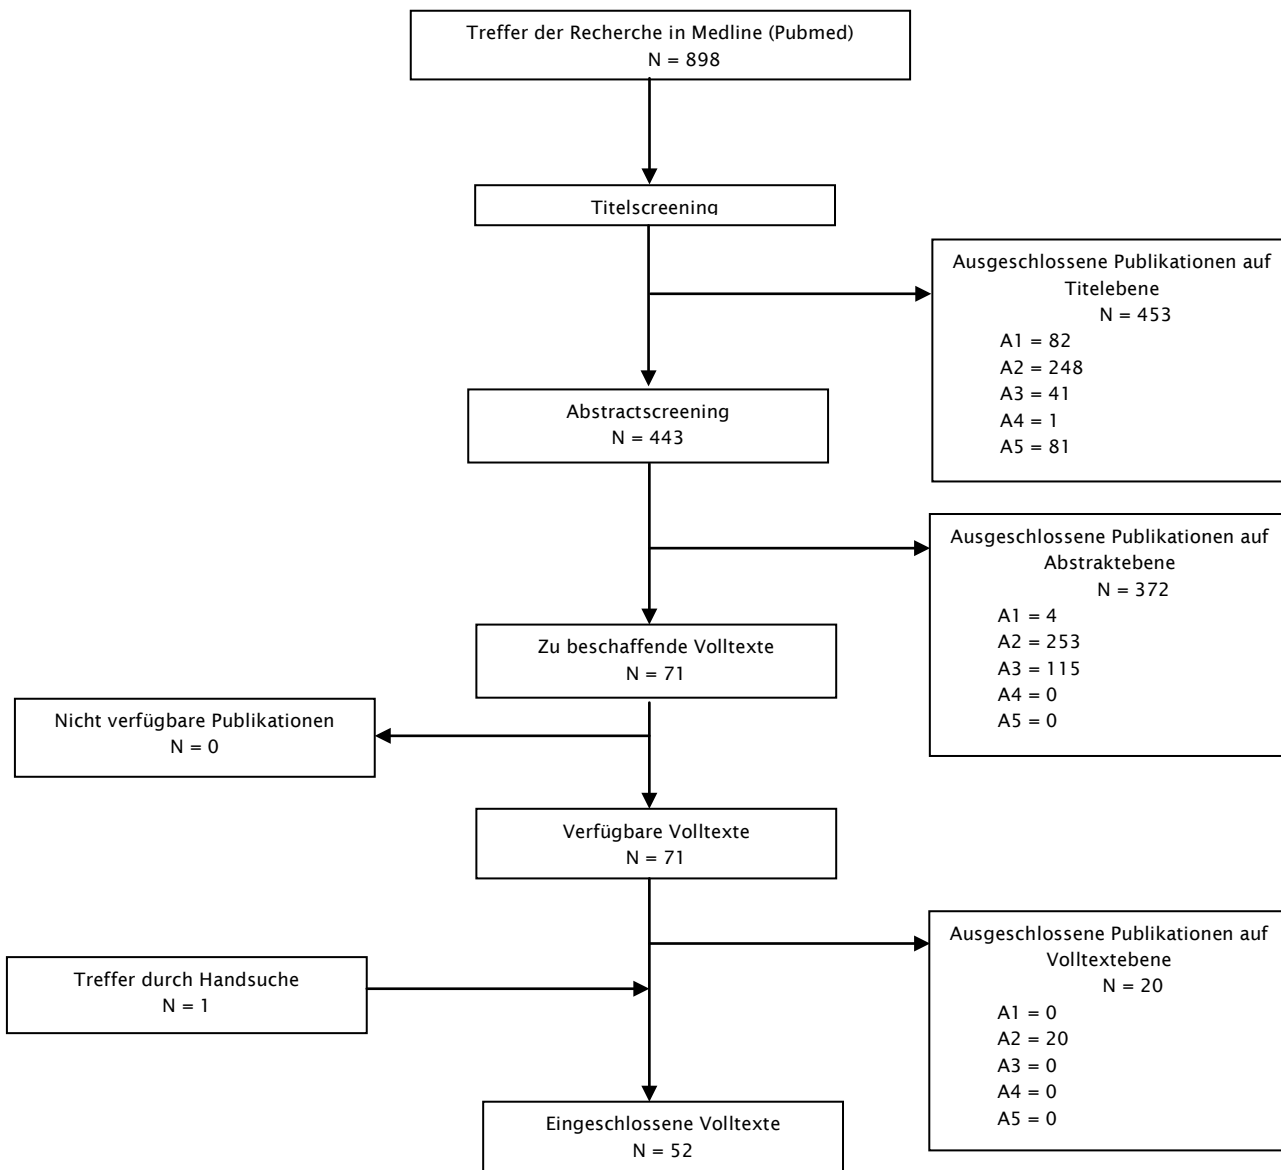 Treffer der Recherche in Medline (Pubmed)
N = 898
Titelscreening
Ausgeschlossene Publikationen auf
Titelebene
N = 453
A1 = 82
A2 = 248
A3 = 41
A4 = 1
A5 = 81
Abstractscreening
N = 443
Ausgeschlossene Publikationen auf
Abstraktebene
N = 372
A1 = 4
A2 = 253
A3 = 115
A4 = 0
A5 = 0
Zu beschaffende Volltexte
N = 71
Nicht verfügbare Publikationen
N = 0
Verfügbare Volltexte
N = 71
Ausgeschlossene Publikationen auf
Volltextebene
N = 20
A1 = 0
A2 = 20
A3 = 0
A4 = 0
A5 = 0
Treffer durch Handsuche
N = 1
Eingeschlossene Volltexte
N = 52